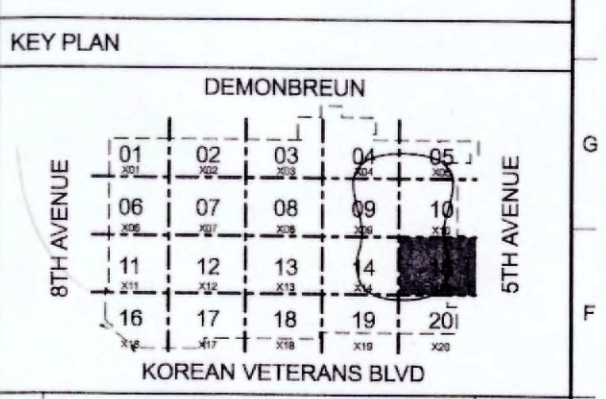 KEY PLAN
DEMONBREUN
G
01 02 03 04 05
X01 X02 X03 X04 X05
8TH AVENUE
5TH AVENUE
06 07 08 09 10
X06 X07 X08 X09 X10
11 12 13 14
X11 X12 X13 X14
F
16 17 18 19 20
X16 X17 X18 X19 X20
KOREAN VETERANS BLVD